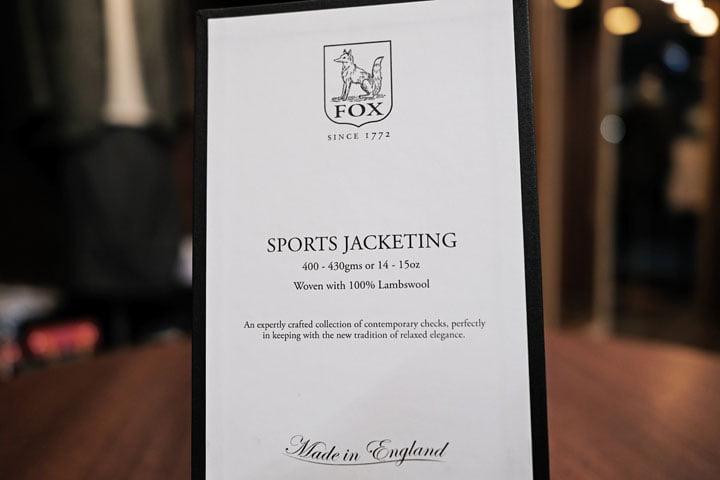 FOX
SINCE 1772
SPORTS JACKETING
400 - 430gms or 14 - 15oz
Woven with 100% Lambswool
An expertly crafted collection of contemporary checks, perfectly
in keeping with the new tradition of relaxed elegance.
Made in England